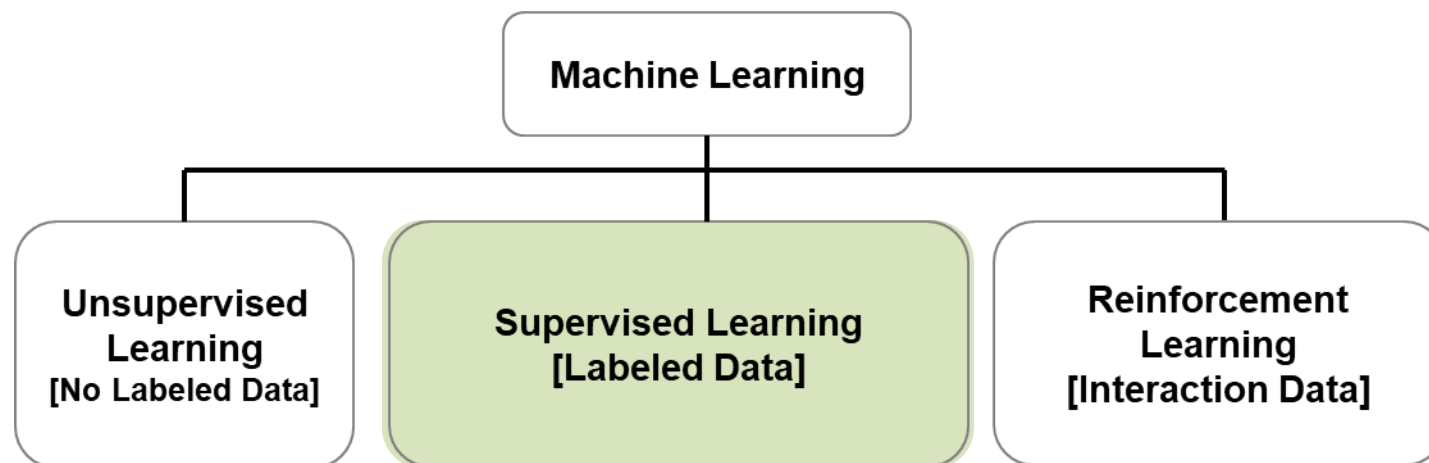 Machine Learning
Unsupervised
Learning
[No Labeled Data]
Supervised Learning
[Labeled Data]
Reinforcement
Learning
[Interaction Data]